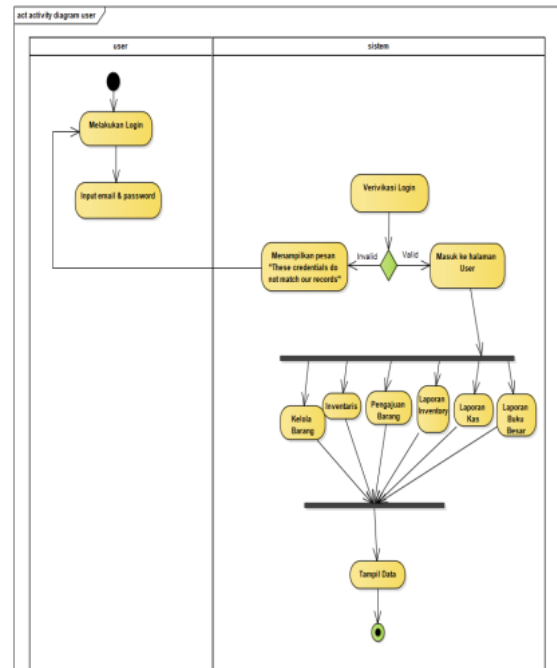 act activity diagram user
user
sistem
Melakukan Login
Input email & password
Verivikasi Login
Menampilkan pesan
"These credentials do
not match our records"
Invalid
Valid
Masuk ke halaman
User
Kelola
Barang
Inventaris
Pengajuan
Barang
Laporan
Inventory
Laporan
Kas
Laporan
Buku
Besar
Tampil Data